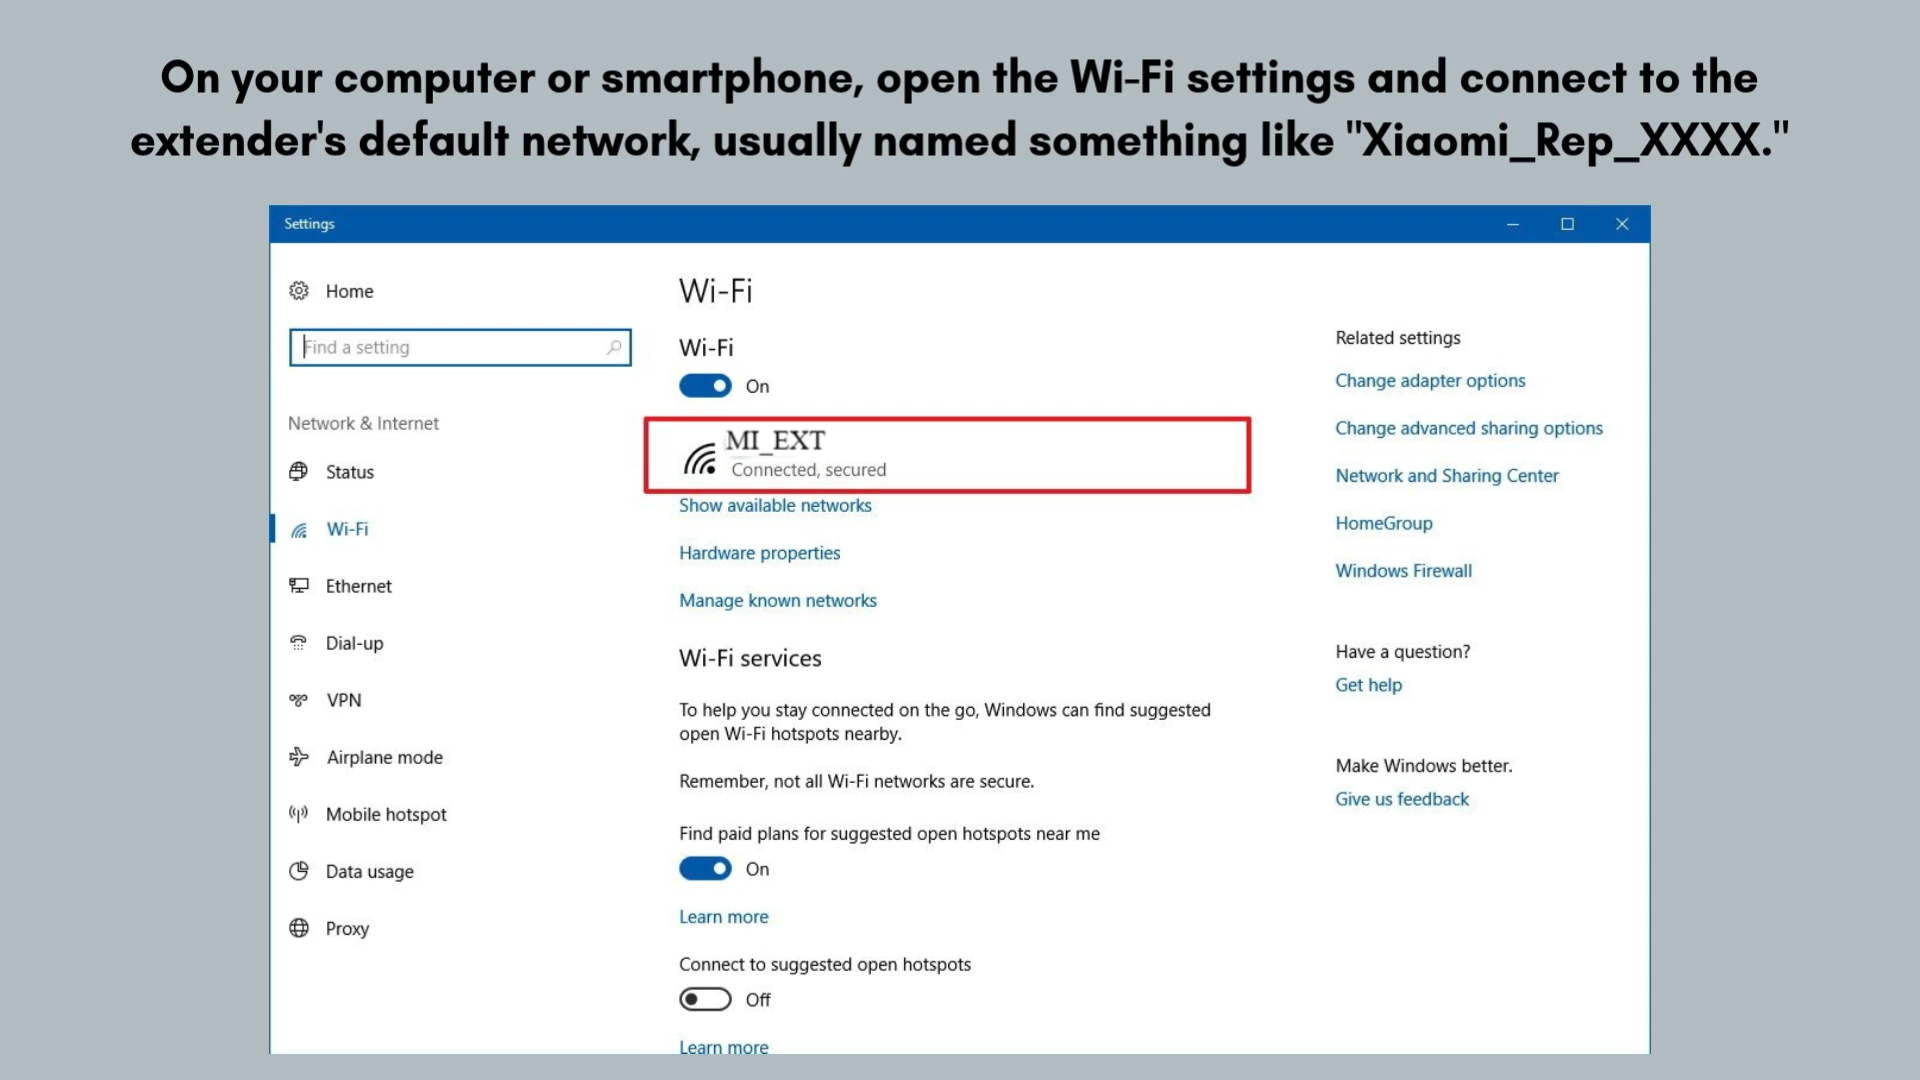 On your computer or smartphone, open the Wi-Fi settings and connect to the
extender's default network, usually named something like "Xiaomi_Rep_XXXX."
Settings
Home
Find a setting
Network & Internet
Status
Wi-Fi
Ethernet
Dial-up
VPN
Airplane mode
Mobile hotspot
Data usage
Proxy
Wi-Fi
Wi-Fi
On
MI_EXT
Connected, secured
Show available networks
Hardware properties
Manage known networks
Wi-Fi services
To help you stay connected on the go, Windows can find suggested
open Wi-Fi hotspots nearby.
Remember, not all Wi-Fi networks are secure.
Find paid plans for suggested open hotspots near me
On
Learn more
Connect to suggested open hotspots
Off
Learn more
Related settings
Change adapter options
Change advanced sharing options
Network and Sharing Center
HomeGroup
Windows Firewall
Have a question?
Get help
Make Windows better.
Give us feedback